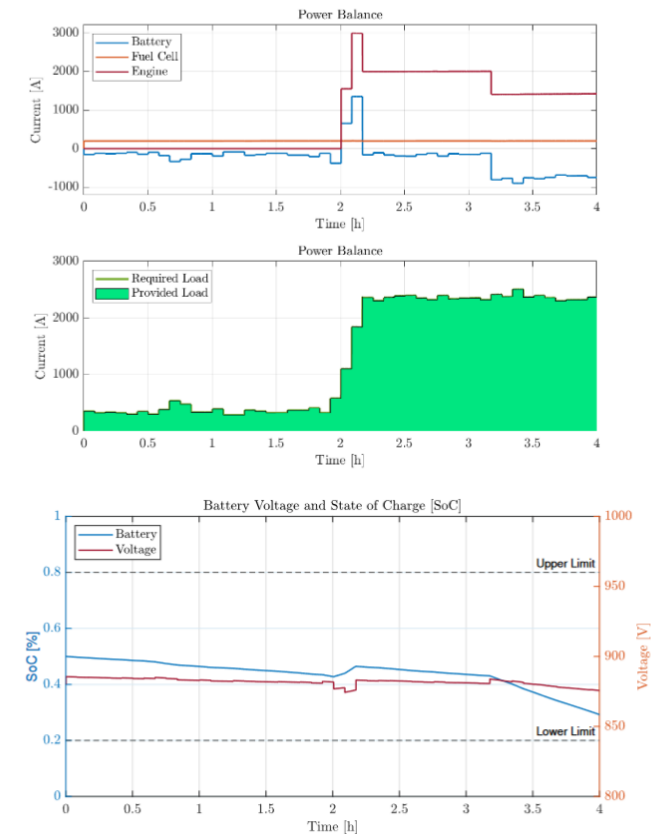 Power Balance
Current [A]
3000
2000
1000
0
-1000
Battery
Fuel Cell
Engine
0 0.5 1 1.5 2 2.5 3 3.5 4
Time [h]
Power Balance
Current [A]
3000
2000
1000
0
Required Load
Provided Load
0 0.5 1 1.5 2 2.5 3 3.5 4
Time [h]
Battery Voltage and State of Charge [SoC]
SoC [%]
1
0.8
0.6
0.4
0.2
0
Battery
Voltage
Upper Limit
Lower Limit
1000
950
900
850
800
Voltage [V]
0 0.5 1 1.5 2 2.5 3 3.5 4
Time [h]